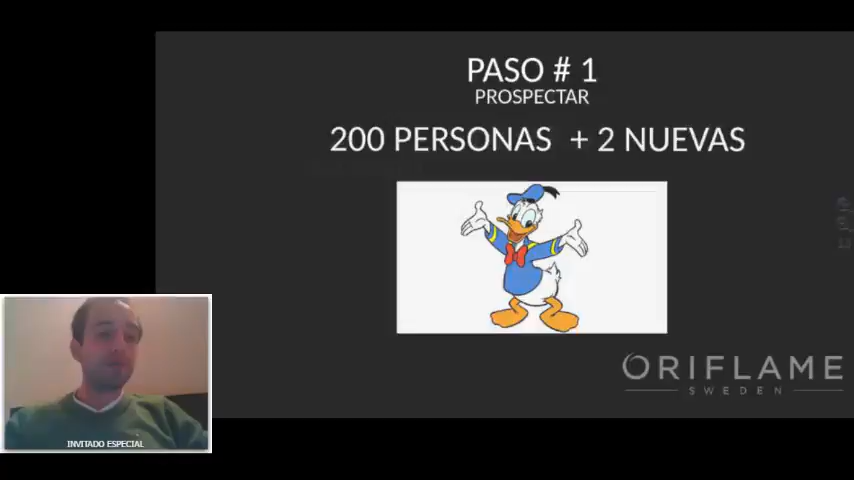 PASO # 1
PROSPECTAR
200 PERSONAS + 2 NUEVAS
ORIFLAME
SWEDEN
INVITADO ESPECIAL